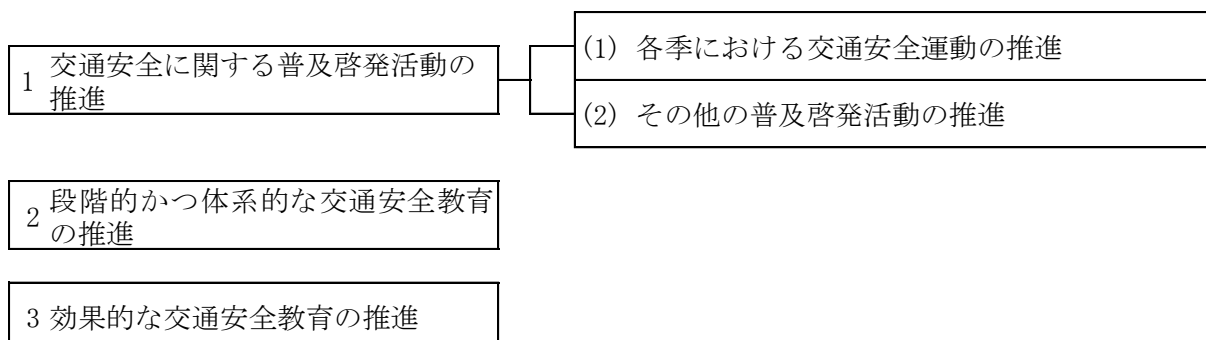 1 交通安全に関する普及啓発活動の
推進
(1) 各季における交通安全運動の推進
(2) その他の普及啓発活動の推進
2 段階的かつ体系的な交通安全教育
の推進
3 効果的な交通安全教育の推進